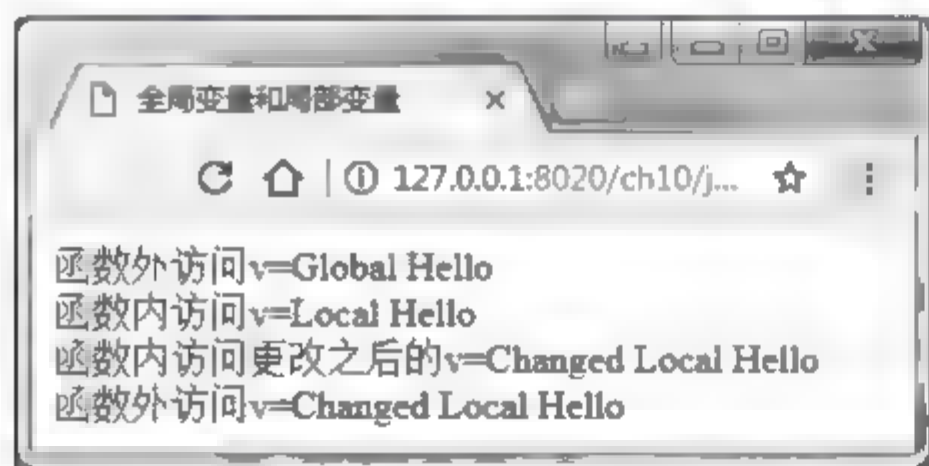 全局变量和局部变量
127.0.0.1:8020/ch10/j...
函数外访问v=Global Hello
函数内访问v=Local Hello
函数内访问更改之后的v=Changed Local Hello
函数外访问v=Changed Local Hello